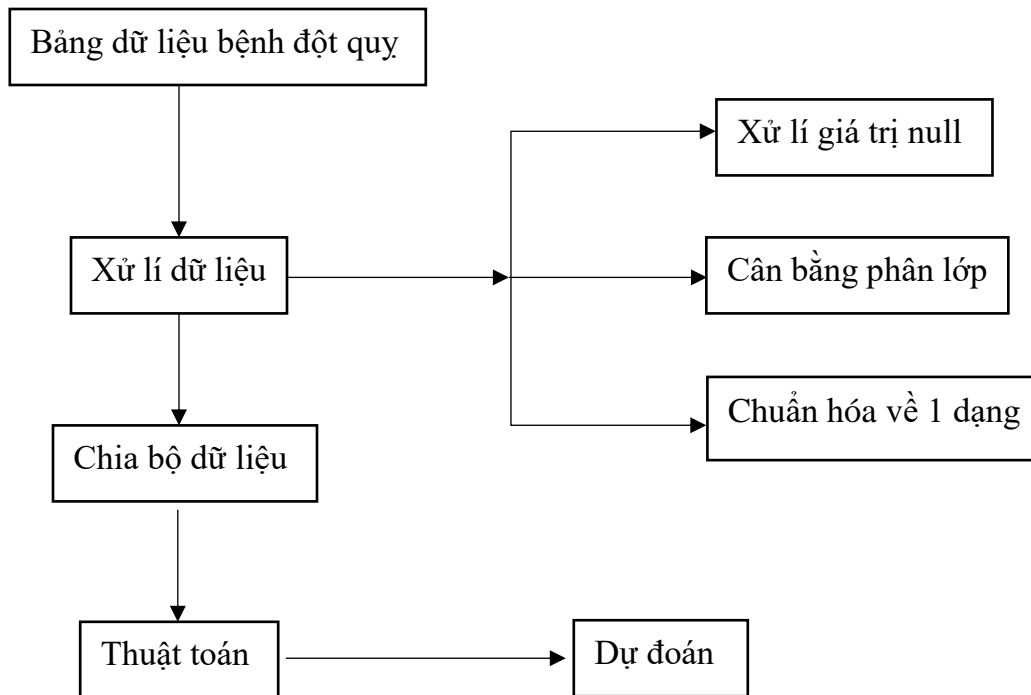 Bảng dữ liệu bệnh đột quỵ
Xử lí giá trị null
Xử lí dữ liệu
Cân bằng phân lớp
Chuẩn hóa về 1 dạng
Chia bộ dữ liệu
Thuật toán
Dự đoán